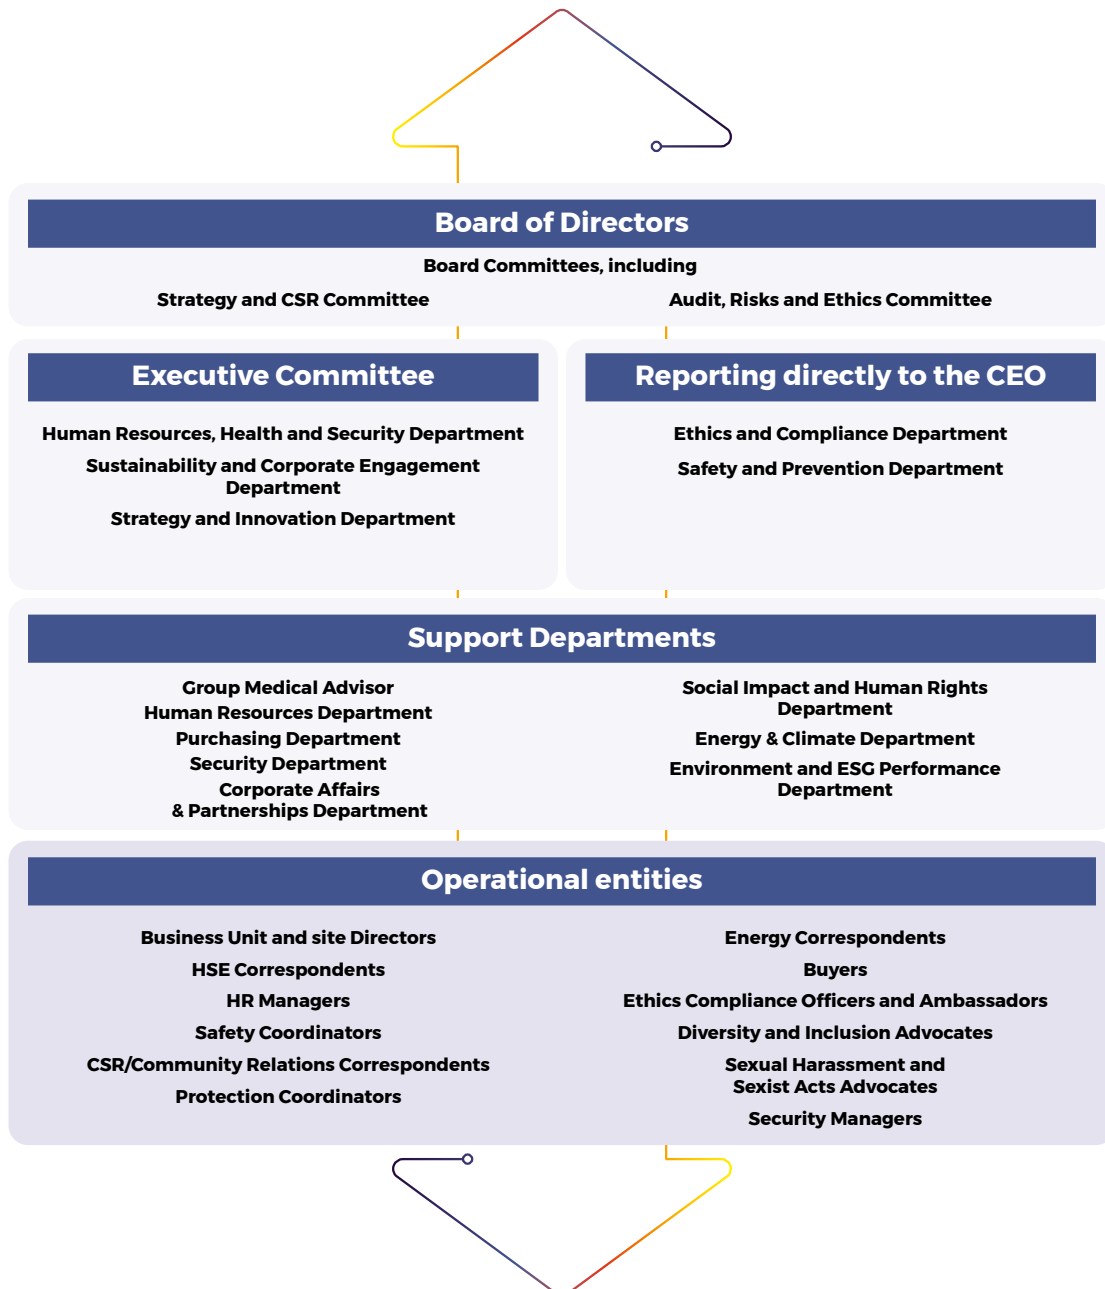 Board of Directors
Board Committees, including
Strategy and CSR Committee
Audit, Risks and Ethics Committee
Executive Committee
Human Resources, Health and Security Department
Sustainability and Corporate Engagement
Department
Strategy and Innovation Department
Reporting directly to the CEO
Ethics and Compliance Department
Safety and Prevention Department
Support Departments
Group Medical Advisor
Human Resources Department
Purchasing Department
Security Department
Corporate Affairs
& Partnerships Department
Social Impact and Human Rights
Department
Energy & Climate Department
Environment and ESG Performance
Department
Operational entities
Business Unit and site Directors
HSE Correspondents
HR Managers
Safety Coordinators
CSR/Community Relations Correspondents
Protection Coordinators
Energy Correspondents
Buyers
Ethics Compliance Officers and Ambassadors
Diversity and Inclusion Advocates
Sexual Harassment and
Sexist Acts Advocates
Security Managers